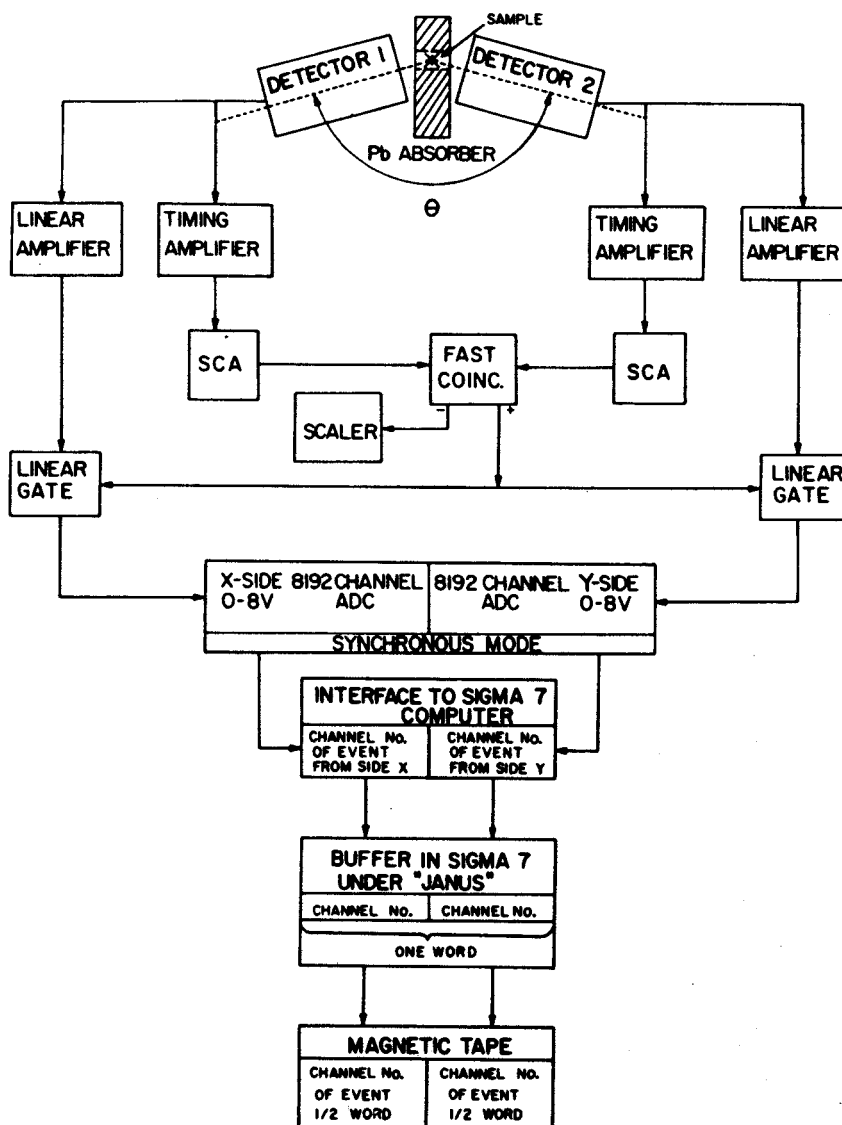 SAMPLE
DETECTOR 1
DETECTOR 2
Pb ABSORBER
θ
LINEAR
AMPLIFIER
TIMING
AMPLIFIER
TIMING
AMPLIFIER
LINEAR
AMPLIFIER
SCA
FAST
COINC.
SCA
- +
SCALER
LINEAR
GATE
LINEAR
GATE
X-SIDE 8192 CHANNEL
0-8V ADC
8192 CHANNEL Y-SIDE
ADC 0-8V
SYNCHRONOUS MODE
INTERFACE TO SIGMA 7
COMPUTER
CHANNEL No.
OF EVENT
FROM SIDE X
CHANNEL No.
OF EVENT
FROM SIDE Y
BUFFER IN SIGMA 7
UNDER "JANUS"
CHANNEL No.
CHANNEL No.
ONE WORD
MAGNETIC TAPE
CHANNEL No.
OF EVENT
1/2 WORD
CHANNEL No.
OF EVENT
1/2 WORD